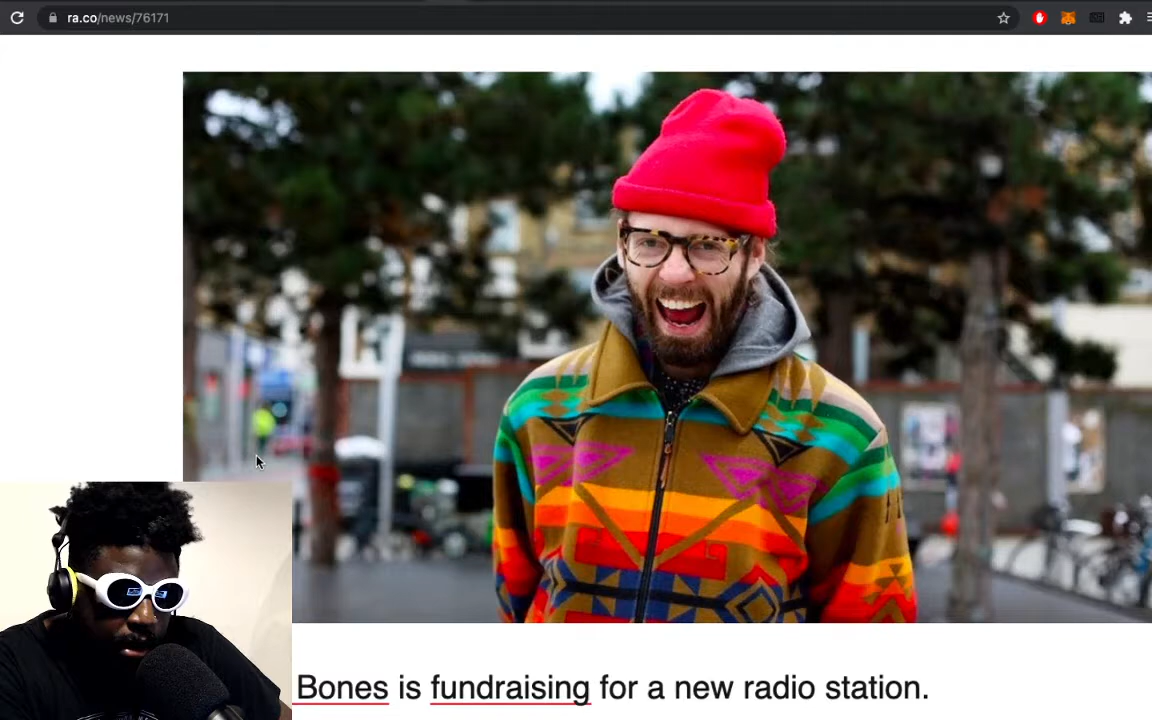 ra.co/news/76171
Bones is fundraising for a new radio station.